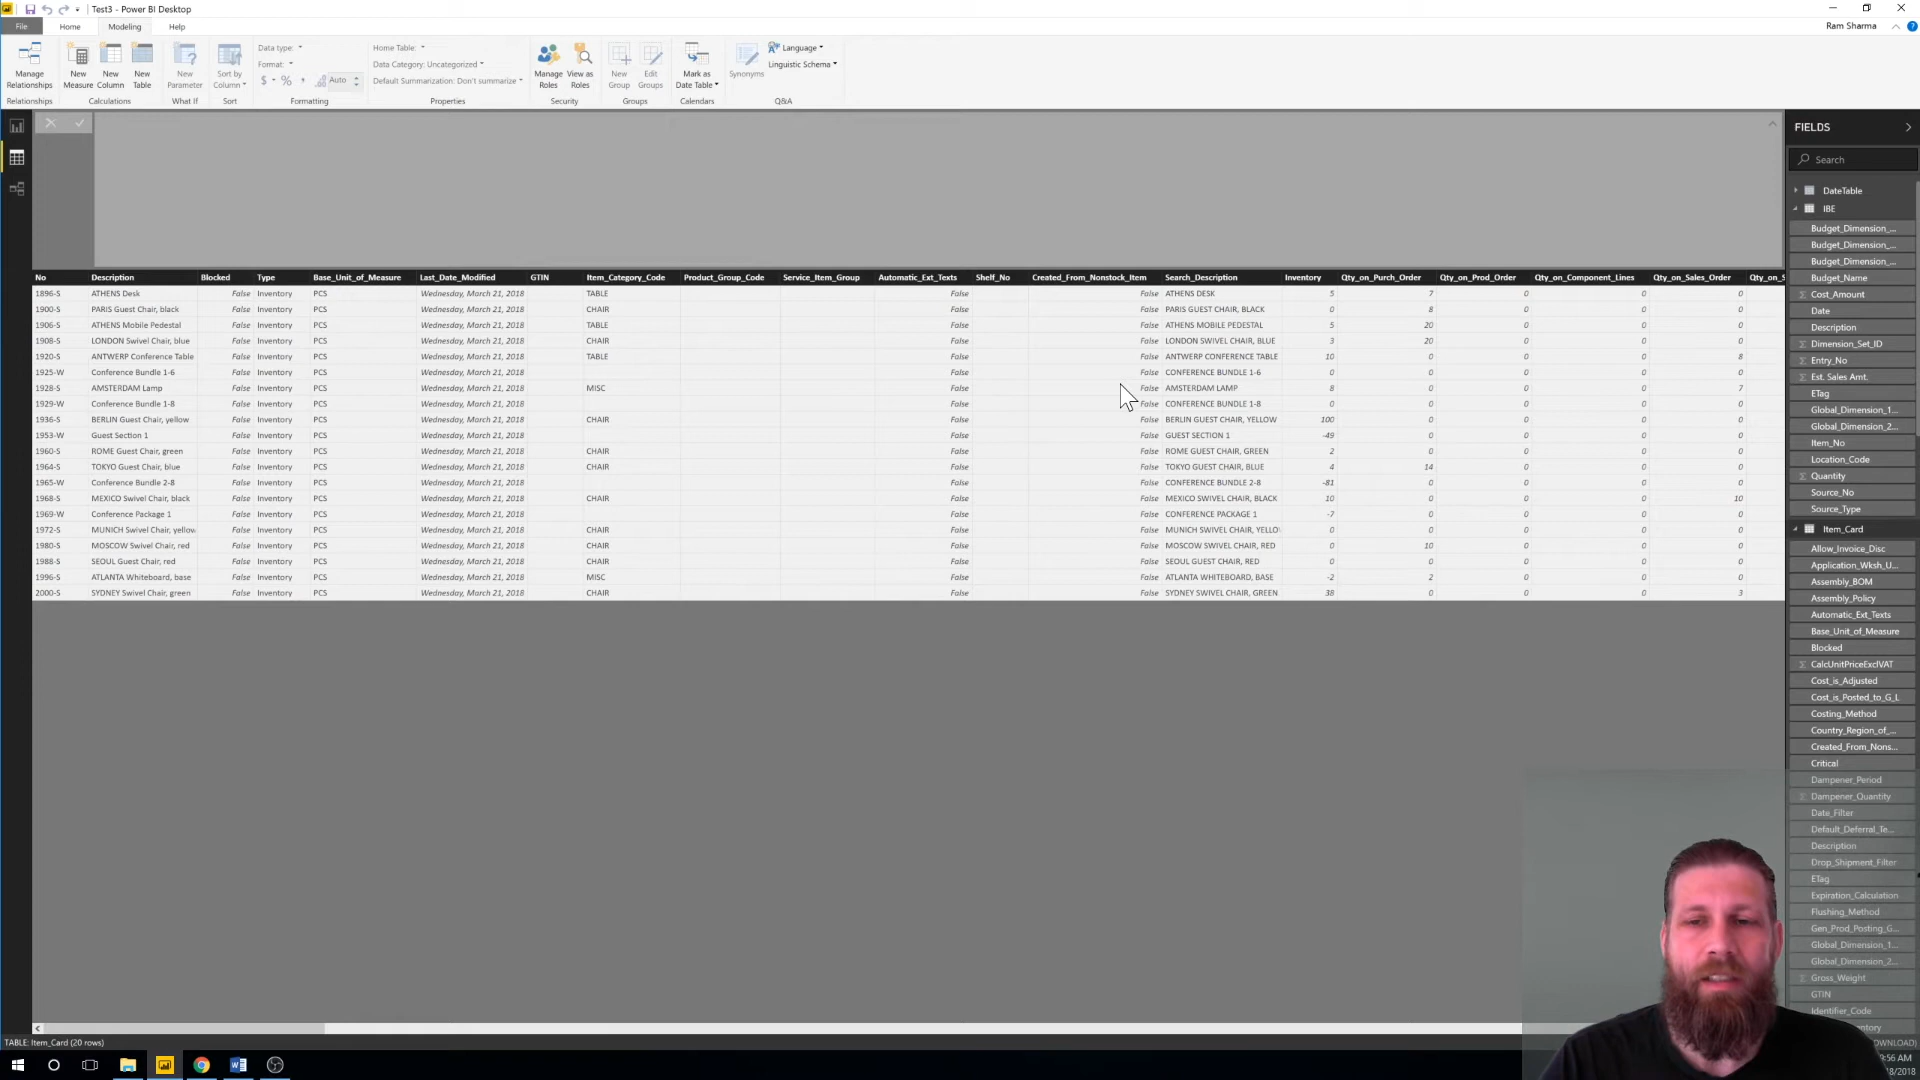 Test3 - Power BI Desktop
File Home Modeling Help Ram Sharma
Manage Relationships
New Measure
New Column
New Table
New Parameter
Sort by Column
Data type:
Format:
$ % , Auto
Home Table:
Data Category: Uncategorized
Default Summarization: Don't summarize
Manage Roles
View as Roles
New Group
Edit Groups
Mark as Date Table
Synonyms
Language
Linguistic Schema
Relationships Calculations What If Sort Formatting Properties Security Groups Calendars Q&A
No Description Blocked Type Base_Unit_of_Measure Last_Date_Modified GTIN Item_Category_Code Product_Group_Code Service_Item_Group Automatic_Ext_Texts Shelf_No Created_From_Nonstock_Item Search_Description Inventory Qty_on_Purch_Order Qty_on_Prod_Order Qty_on_Component_Lines Qty_on_Sales_Order Qty_on_S
1896-S ATHENS Desk False Inventory PCS Wednesday, March 21, 2018 TABLE False False ATHENS DESK 5 7 0 0 0
1900-S PARIS Guest Chair, black False Inventory PCS Wednesday, March 21, 2018 CHAIR False False PARIS GUEST CHAIR, BLACK 0 8 0 0 0
1906-S ATHENS Mobile Pedestal False Inventory PCS Wednesday, March 21, 2018 TABLE False False ATHENS MOBILE PEDESTAL 5 20 0 0 0
1908-S LONDON Swivel Chair, blue False Inventory PCS Wednesday, March 21, 2018 CHAIR False False LONDON SWIVEL CHAIR, BLUE 3 20 0 0 0
1920-S ANTWERP Conference Table False Inventory PCS Wednesday, March 21, 2018 TABLE False False ANTWERP CONFERENCE TABLE 10 0 0 0 8
1925-W Conference Bundle 1-6 False Inventory PCS Wednesday, March 21, 2018 False False CONFERENCE BUNDLE 1-6 0 0 0 0 0
1928-S AMSTERDAM Lamp False Inventory PCS Wednesday, March 21, 2018 MISC False False AMSTERDAM LAMP 8 0 0 0 7
1929-W Conference Bundle 1-8 False Inventory PCS Wednesday, March 21, 2018 False False CONFERENCE BUNDLE 1-8 0 0 0 0 0
1936-S BERLIN Guest Chair, yellow False Inventory PCS Wednesday, March 21, 2018 CHAIR False False BERLIN GUEST CHAIR, YELLOW 100 0 0 0 0
1953-W Guest Section 1 False Inventory PCS Wednesday, March 21, 2018 False False GUEST SECTION 1 -49 0 0 0 0
1960-S ROME Guest Chair, green False Inventory PCS Wednesday, March 21, 2018 CHAIR False False ROME GUEST CHAIR, GREEN 2 0 0 0 0
1964-S TOKYO Guest Chair, blue False Inventory PCS Wednesday, March 21, 2018 CHAIR False False TOKYO GUEST CHAIR, BLUE 4 14 0 0 0
1965-W Conference Bundle 2-8 False Inventory PCS Wednesday, March 21, 2018 False False CONFERENCE BUNDLE 2-8 -81 0 0 0 0
1968-S MEXICO Swivel Chair, black False Inventory PCS Wednesday, March 21, 2018 CHAIR False False MEXICO SWIVEL CHAIR, BLACK 10 0 0 0 10
1969-W Conference Package 1 False Inventory PCS Wednesday, March 21, 2018 False False CONFERENCE PACKAGE 1 -7 0 0 0 0
1972-S MUNICH Swivel Chair, yellow False Inventory PCS Wednesday, March 21, 2018 CHAIR False False MUNICH SWIVEL CHAIR, YELLO 0 0 0 0 0
1980-S MOSCOW Swivel Chair, red False Inventory PCS Wednesday, March 21, 2018 CHAIR False False MOSCOW SWIVEL CHAIR, RED 0 10 0 0 0
1988-S SEOUL Guest Chair, red False Inventory PCS Wednesday, March 21, 2018 CHAIR False False SEOUL GUEST CHAIR, RED 0 0 0 0 0
1996-S ATLANTA Whiteboard, base False Inventory PCS Wednesday, March 21, 2018 MISC False False ATLANTA WHITEBOARD, BASE -2 2 0 0 0
2000-S SYDNEY Swivel Chair, green False Inventory PCS Wednesday, March 21, 2018 CHAIR False False SYDNEY SWIVEL CHAIR, GREEN 38 0 0 0 3
FIELDS
Search
DateTable
IBE
Budget_Dimension_...
Budget_Dimension_...
Budget_Dimension_...
Budget_Name
Σ Cost_Amount
Date
Description
Σ Dimension_Set_ID
Σ Entry_No
Σ Est. Sales Amt.
ETag
Global_Dimension_1...
Global_Dimension_2...
Item_No
Location_Code
Σ Quantity
Source_No
Source_Type
Item_Card
Allow_Invoice_Disc
Application_Wksh_U...
Assembly_BOM
Assembly_Policy
Automatic_Ext_Texts
Base_Unit_of_Measure
Blocked
Σ CalcUnitPriceExclVAT
Cost_is_Adjusted
Cost_is_Posted_to_G_L
Costing_Method
Country_Region_of_...
Created_From_Nons...
Critical
Dampener_Period
Σ Dampener_Quantity
Date_Filter
Default_Deferral_Te...
Description
Drop_Shipment_Filter
ETag
Expiration_Calculation
Flushing_Method
Gen_Prod_Posting_G...
Global_Dimension_1...
Global_Dimension_2...
Σ Gross_Weight
GTIN
Identifier_Code
TABLE: Item_Card (20 rows)
DOWNLOAD)
:56 AM
/18/2018